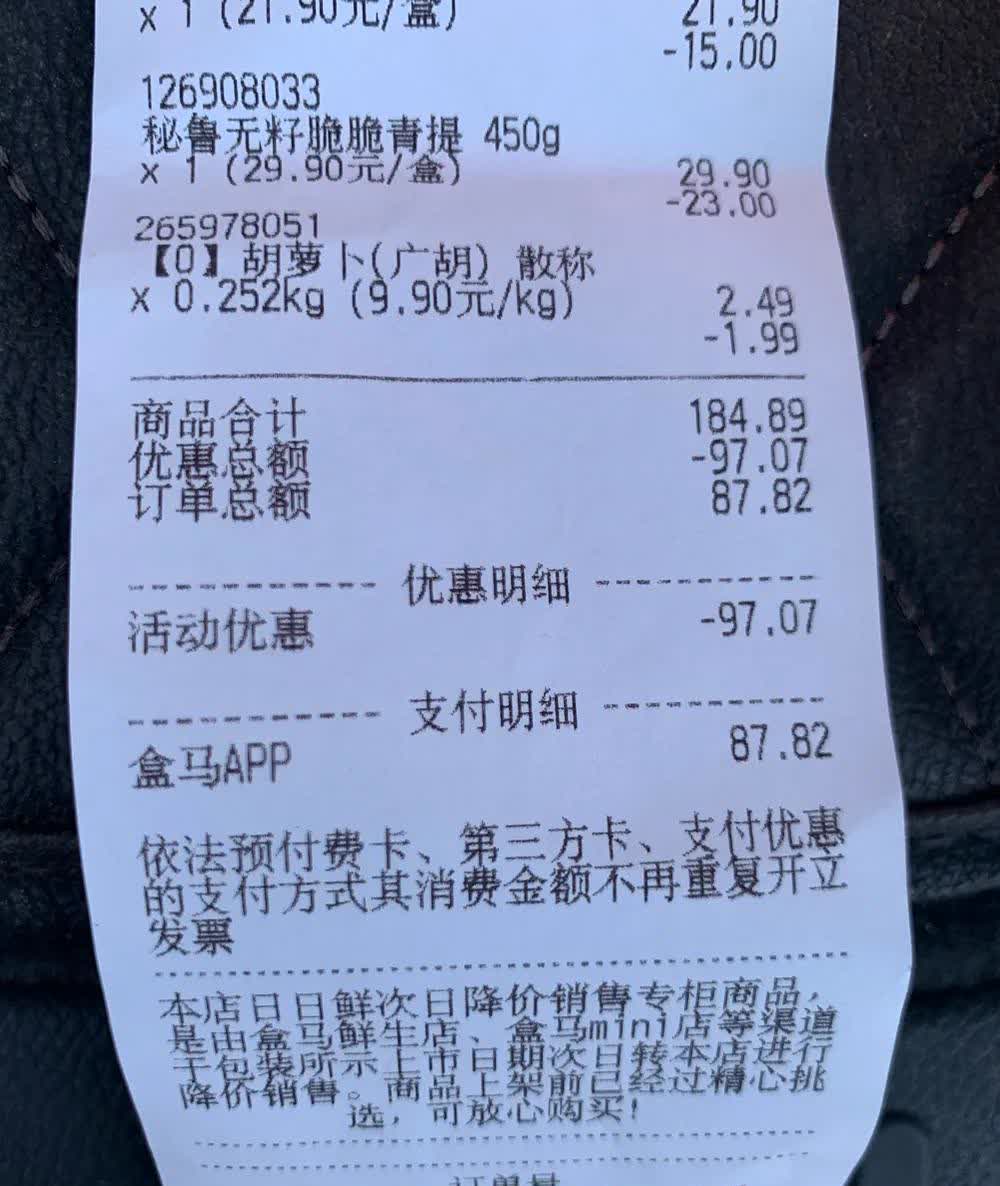 x 1 (21.90元/盒) 21.90
-15.00
126908033
秘鲁无籽脆脆青提 450g
x 1 (29.90元/盒) 29.90
-23.00
265978051
【0】胡萝卜(广胡) 散称
x 0.252kg (9.90元/kg) 2.49
-1.99
商品合计 184.89
优惠总额 -97.07
订单总额 87.82
优惠明细
活动优惠 -97.07
支付明细
盒马APP 87.82
依法预付费卡、第三方卡、支付优惠
的支付方式其消费金额不再重复开立
发票
本店日日鲜次日降价销售专柜商品,
是由盒马鲜生店、盒马mini店等渠道
于包装所示上市日期次日转本店进行
降价销售。商品上架前已经过精心挑
选,可放心购买!